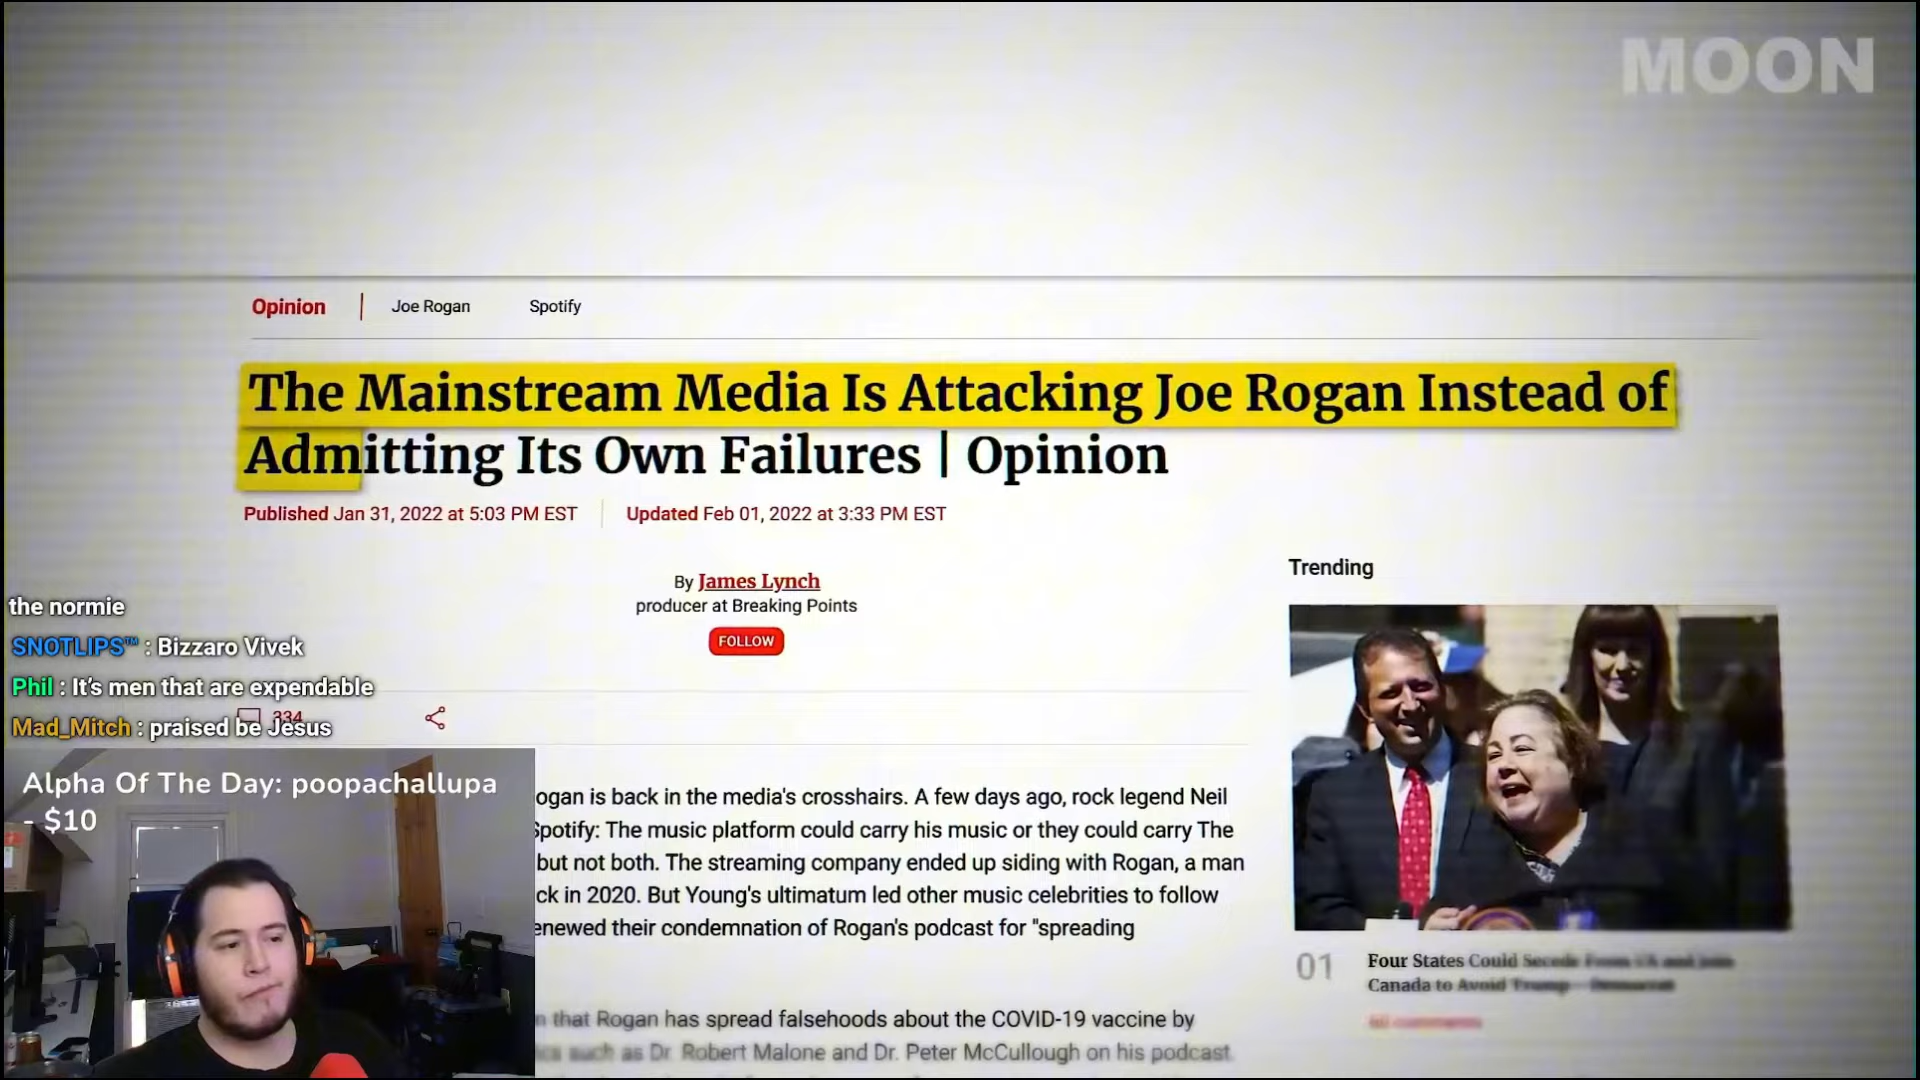 MOON
Opinion | Joe Rogan Spotify
The Mainstream Media Is Attacking Joe Rogan Instead of
Admitting Its Own Failures | Opinion
Published Jan 31, 2022 at 5:03 PM EST Updated Feb 01, 2022 at 3:33 PM EST
By James Lynch
producer at Breaking Points
FOLLOW
Trending
the normie
SNOTLIPS™ : Bizzaro Vivek
Phil : It's men that are expendable
334
Mad_Mitch : praised be Jesus
Alpha Of The Day: poopachallupa
- $10
ogan is back in the media's crosshairs. A few days ago, rock legend Neil
Spotify: The music platform could carry his music or they could carry The
but not both. The streaming company ended up siding with Rogan, a man
ck in 2020. But Young's ultimatum led other music celebrities to follow
enewed their condemnation of Rogan's podcast for "spreading
that Rogan has spread falsehoods about the COVID-19 vaccine by
such as Dr. Robert Malone and Dr. Peter McCullough on his podcast.
01
Four States Could Secede From
Canada to Avoid Trump
comments